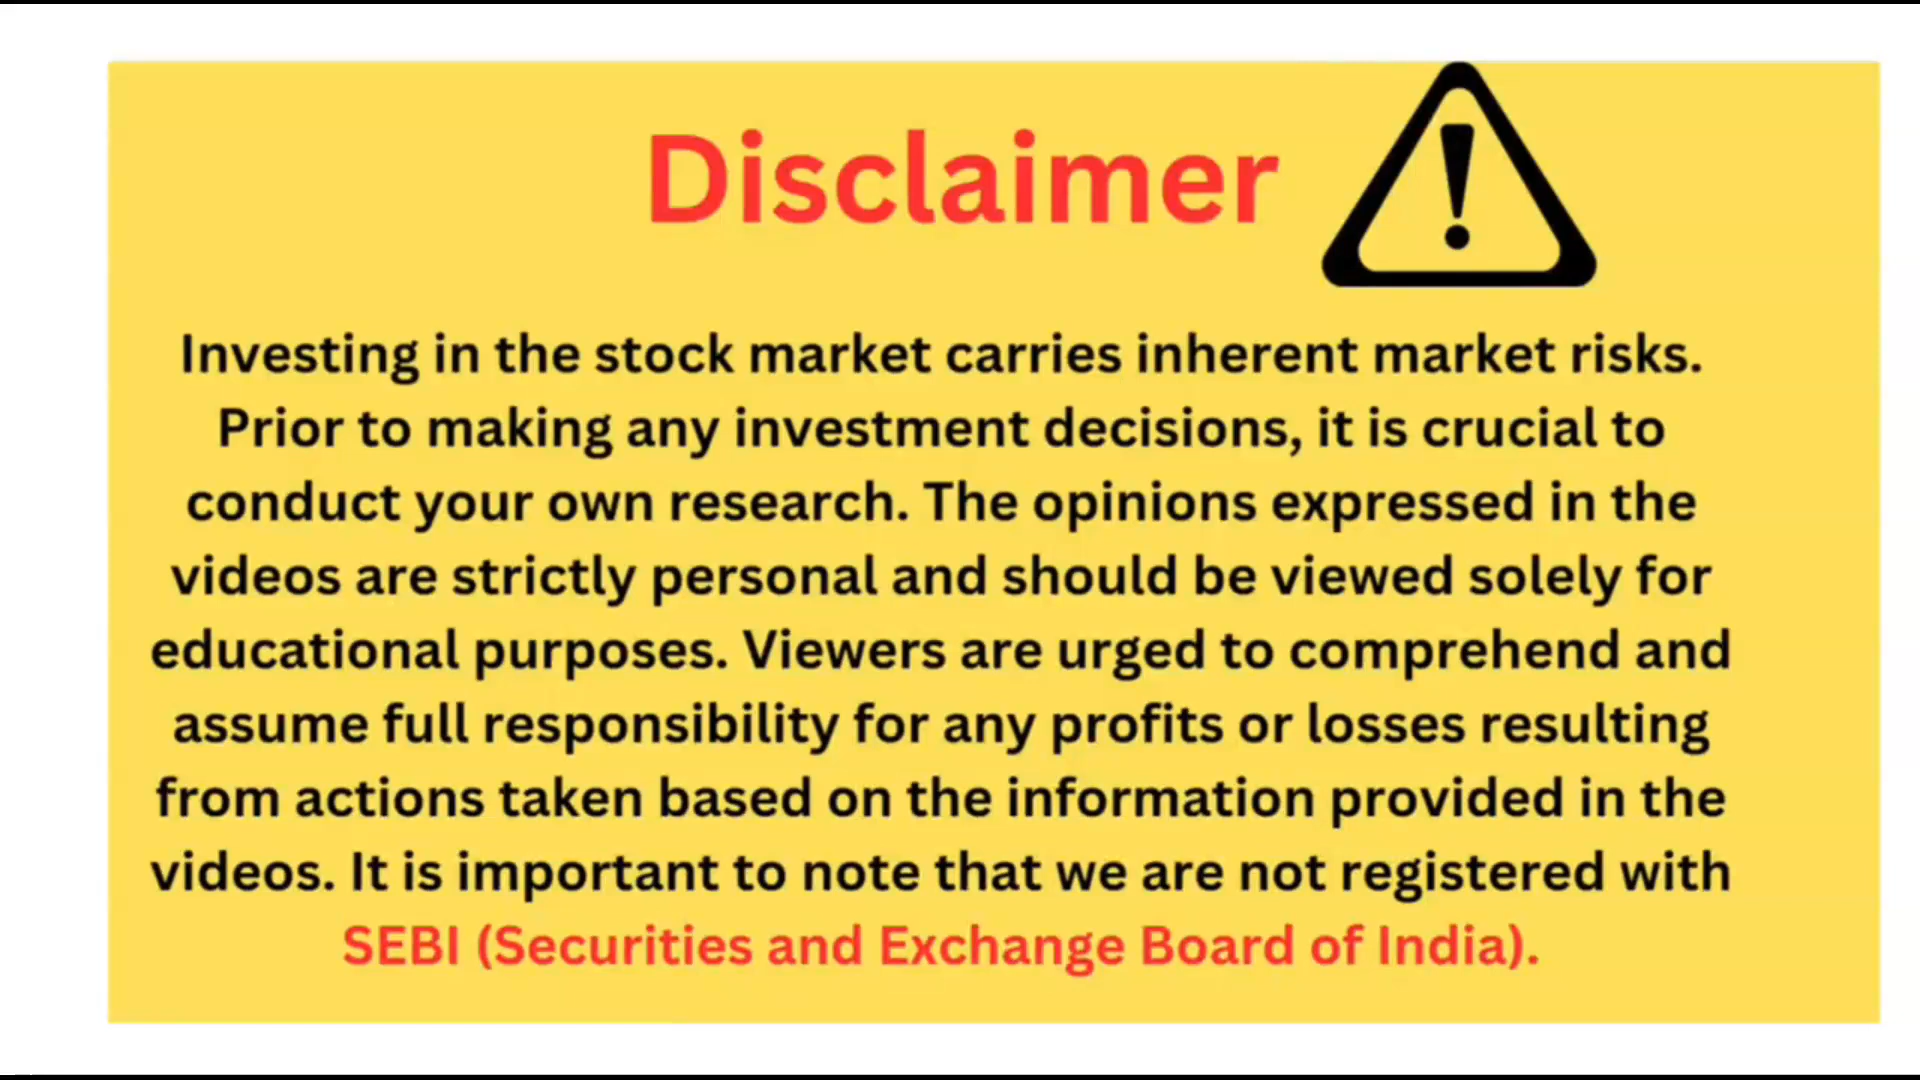 Disclaimer
Investing in the stock market carries inherent market risks.
Prior to making any investment decisions, it is crucial to
conduct your own research. The opinions expressed in the
videos are strictly personal and should be viewed solely for
educational purposes. Viewers are urged to comprehend and
assume full responsibility for any profits or losses resulting
from actions taken based on the information provided in the
videos. It is important to note that we are not registered with
SEBI (Securities and Exchange Board of India).